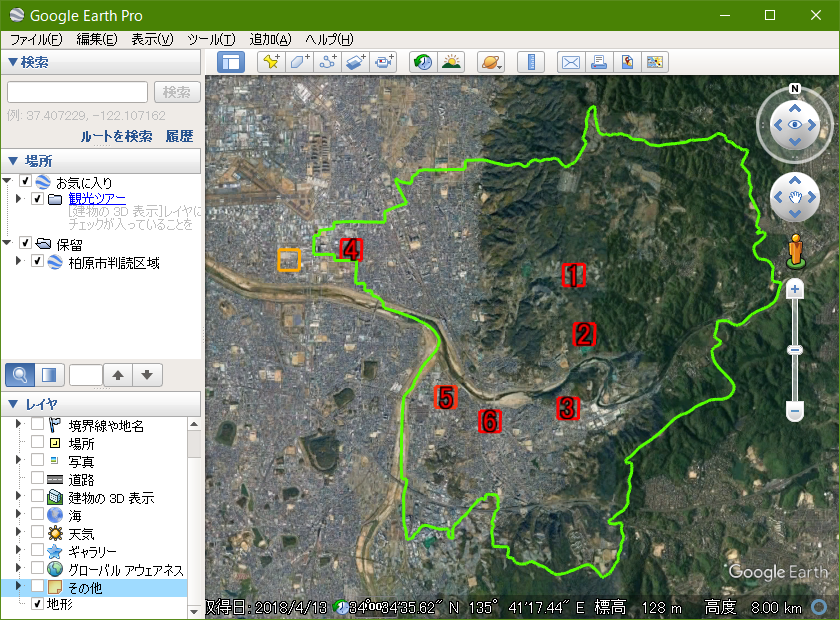 Google Earth Pro
ファイル(F) 編集(E) 表示(V) ツール(T) 追加(A) ヘルプ(H)
検索
検索
例: 37.407229, -122.107162
ルートを検索 履歴
場所
お気に入り
観光ツアー
[建物の 3D 表示]レイヤに
チェックが入っていることを
保留
柏原市判読区域
レイヤ
境界線や地名
場所
写真
道路
建物の 3D 表示
海
天気
ギャラリー
グローバル アウェアネス
その他
地形
N
4
1
2
3
5
6
Google Earth
収得日: 2018/4/13 34°34'35.62" N 135° 41'17.44" E 標高 128 m 高度 8.00 km